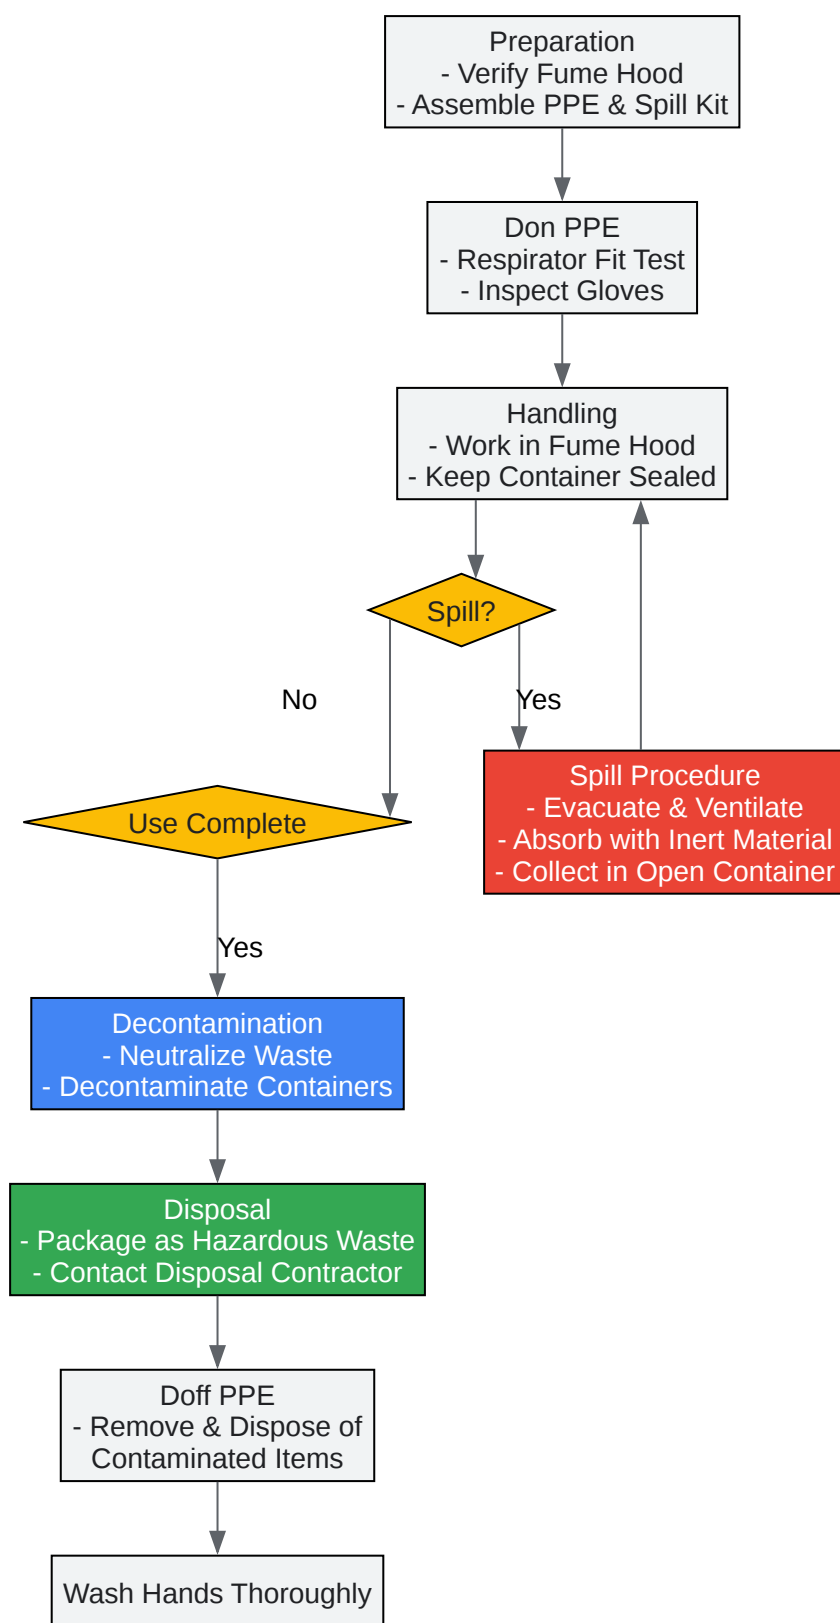 Preparation
- Verify Fume Hood
- Assemble PPE & Spill Kit
Don PPE
- Respirator Fit Test
- Inspect Gloves
Handling
- Work in Fume Hood
- Keep Container Sealed
Spill?
No
Yes
Spill Procedure
- Evacuate & Ventilate
- Absorb with Inert Material
- Collect in Open Container
Use Complete
Yes
Decontamination
- Neutralize Waste
- Decontaminate Containers
Disposal
- Package as Hazardous Waste
- Contact Disposal Contractor
Doff PPE
- Remove & Dispose of
Contaminated Items
Wash Hands Thoroughly